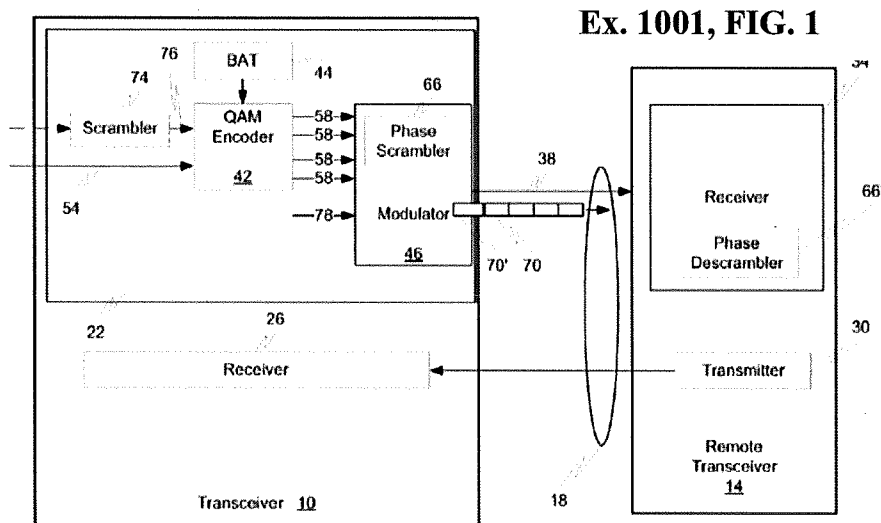 Ex. 1001, FIG. 1
BAT
44
74
76
66
Scrambler
QAM
Encoder
42
58
58
58
58
54
78
Phase
Scrambler
Modulator
46
70'
70
38
Receiver
66
Phase
Descrambler
22
26
Receiver
30
Transmitter
18
Remote
Transceiver
14
Transceiver 10